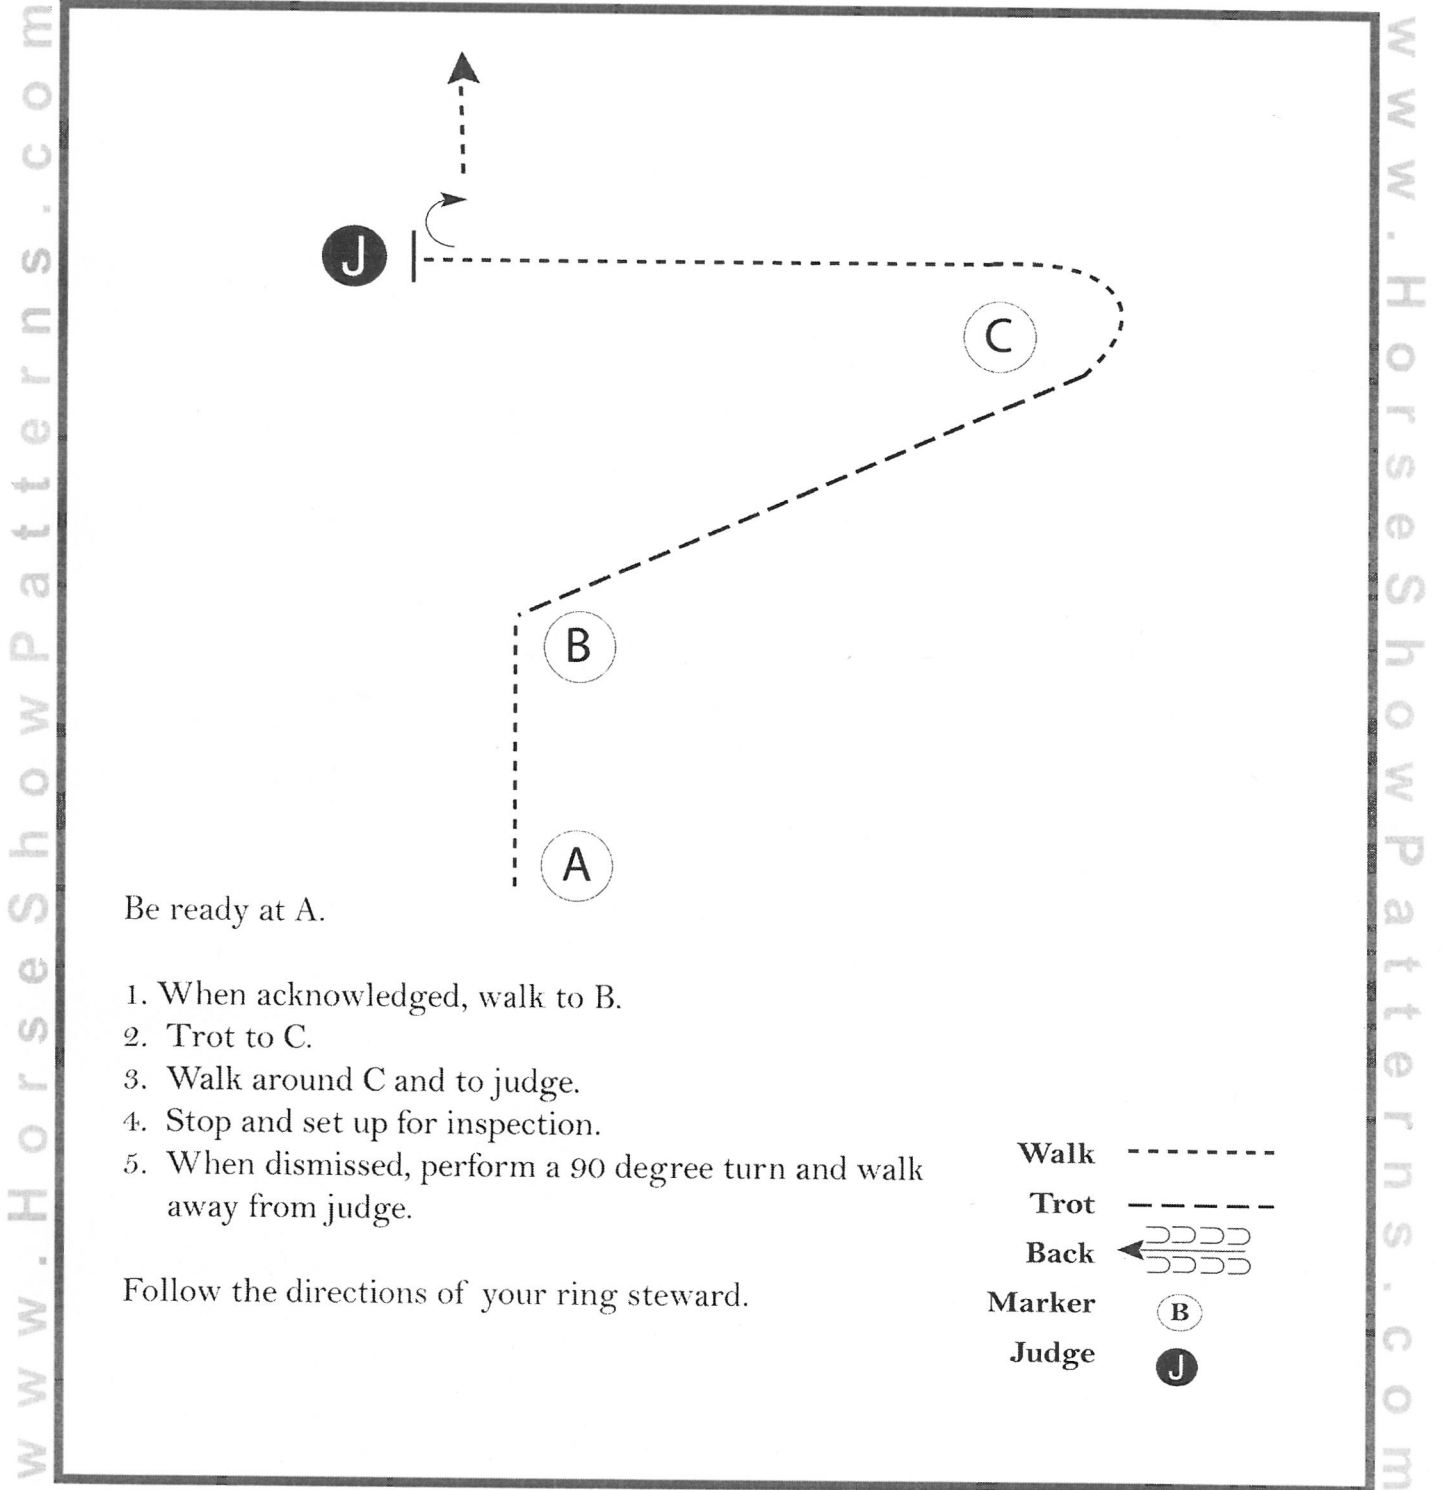 www.HorseShowPatterns.com
www.HorseShowPatterns.com
J
C
B
A
Be ready at A.
1. When acknowledged, walk to B.
2. Trot to C.
3. Walk around C and to judge.
4. Stop and set up for inspection.
5. When dismissed, perform a 90 degree turn and walk
away from judge.
Follow the directions of your ring steward.
Walk
Trot
Back
Marker B
Judge J